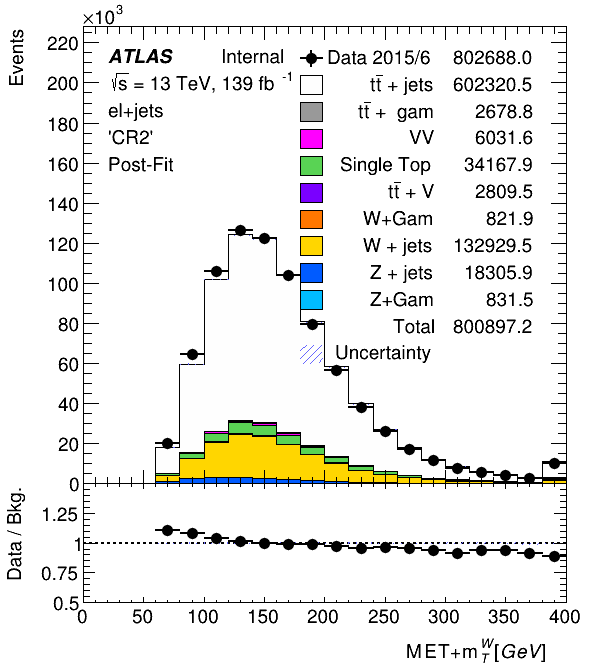 ×10³
Events
220
200
180
160
140
120
100
80
60
40
20
0
ATLAS Internal
√s = 13 TeV, 139 fb⁻¹
el+jets
'CR2'
Post-Fit
Data 2015/6 802688.0
tt̄ + jets 602320.5
tt̄ + gam 2678.8
VV 6031.6
Single Top 34167.9
tt̄ + V 2809.5
W+Gam 821.9
W + jets 132929.5
Z + jets 18305.9
Z+Gam 831.5
Total 800897.2
Uncertainty
Data / Bkg.
1.25
1
0.75
0.5
0 50 100 150 200 250 300 350 400
MET+m_T^W [GeV]